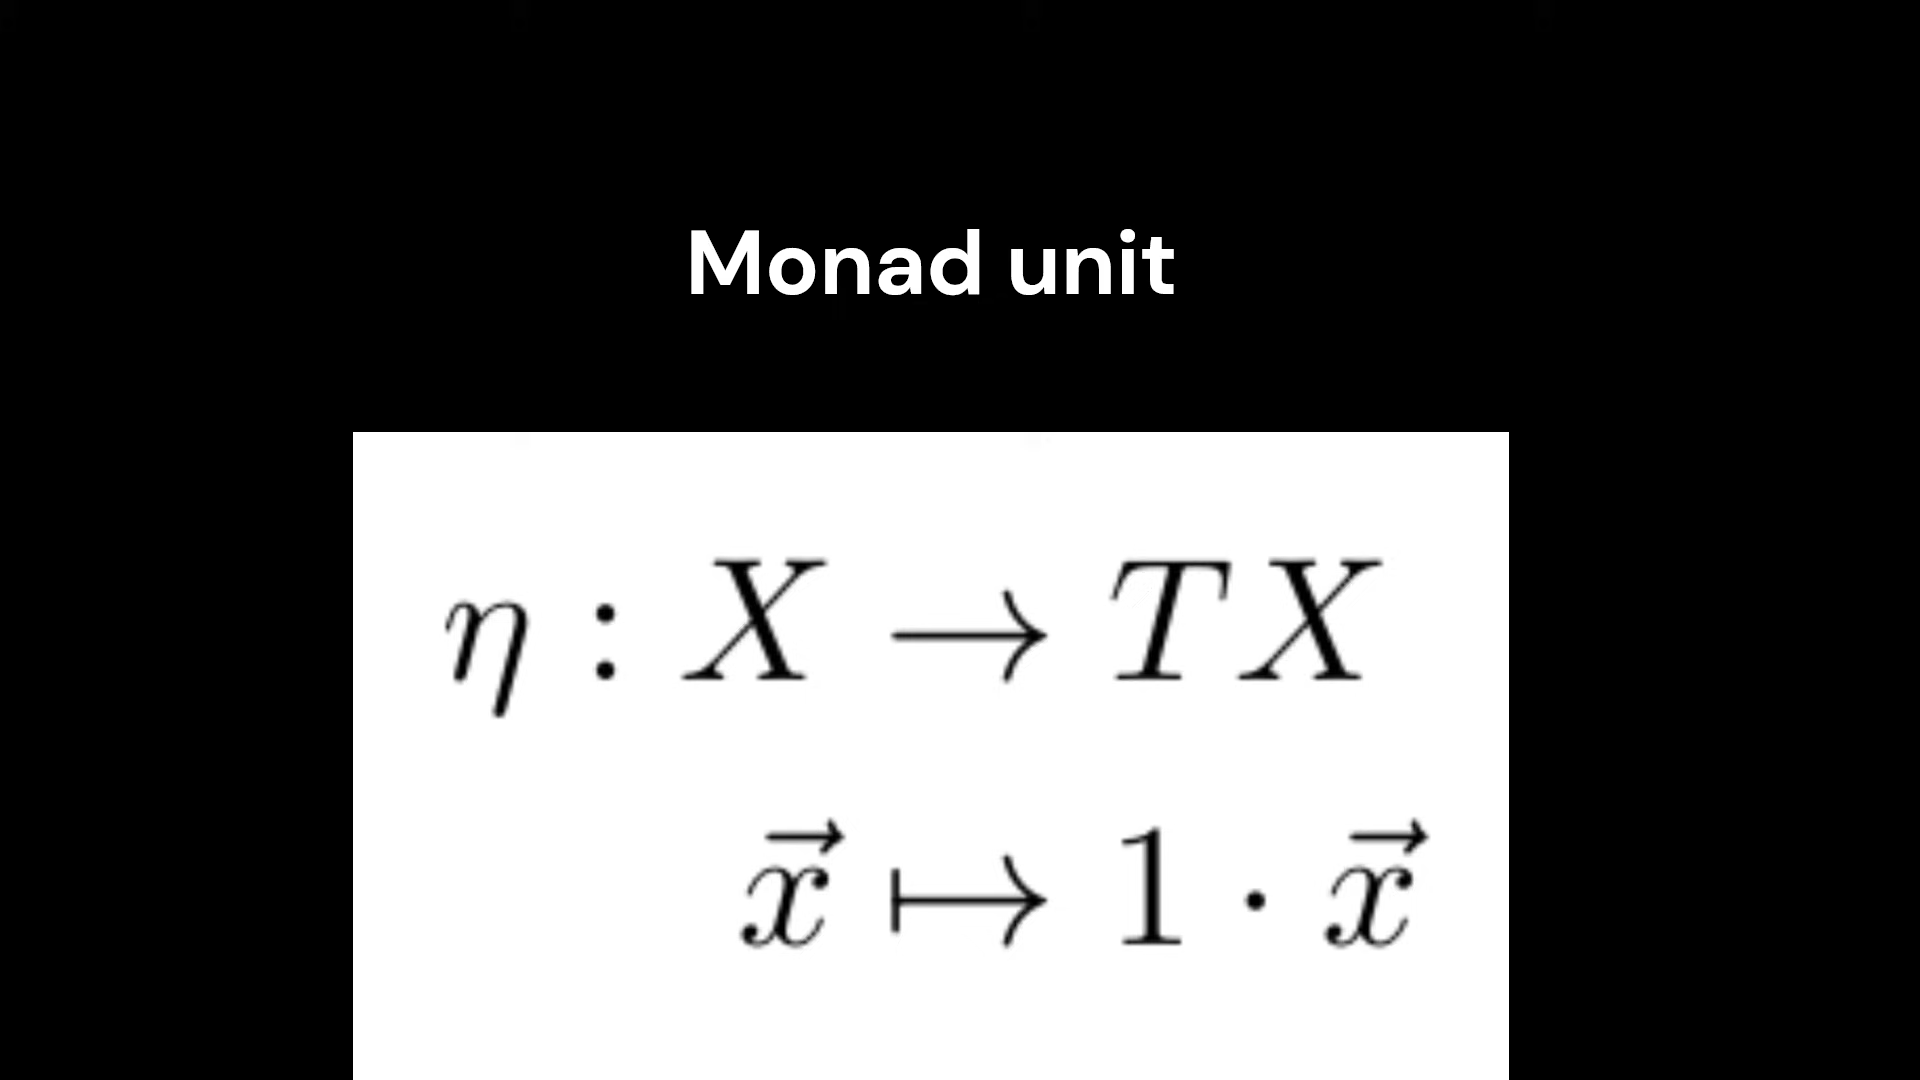 Monad unit
η : X → TX
x⃗ ↦ 1 · x⃗